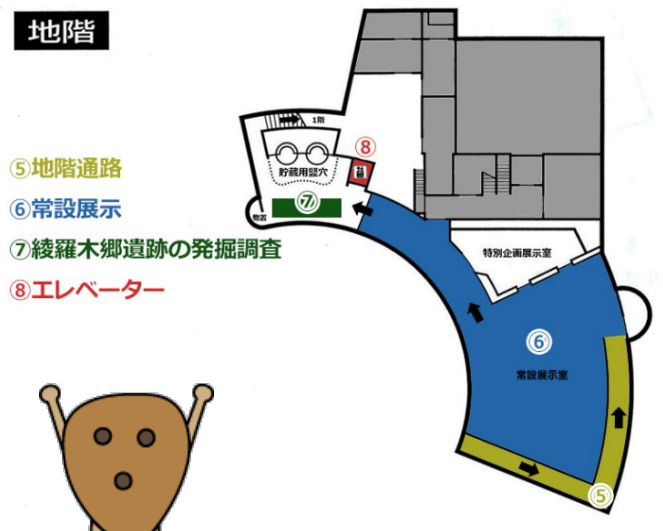 地階
⑤地階通路
⑥常設展示
⑦綾羅木郷遺跡の発掘調査
⑧エレベーター
1階
⑧
貯蔵用竪穴
⑦
物置
特別企画展示室
⑥
常設展示室
⑤